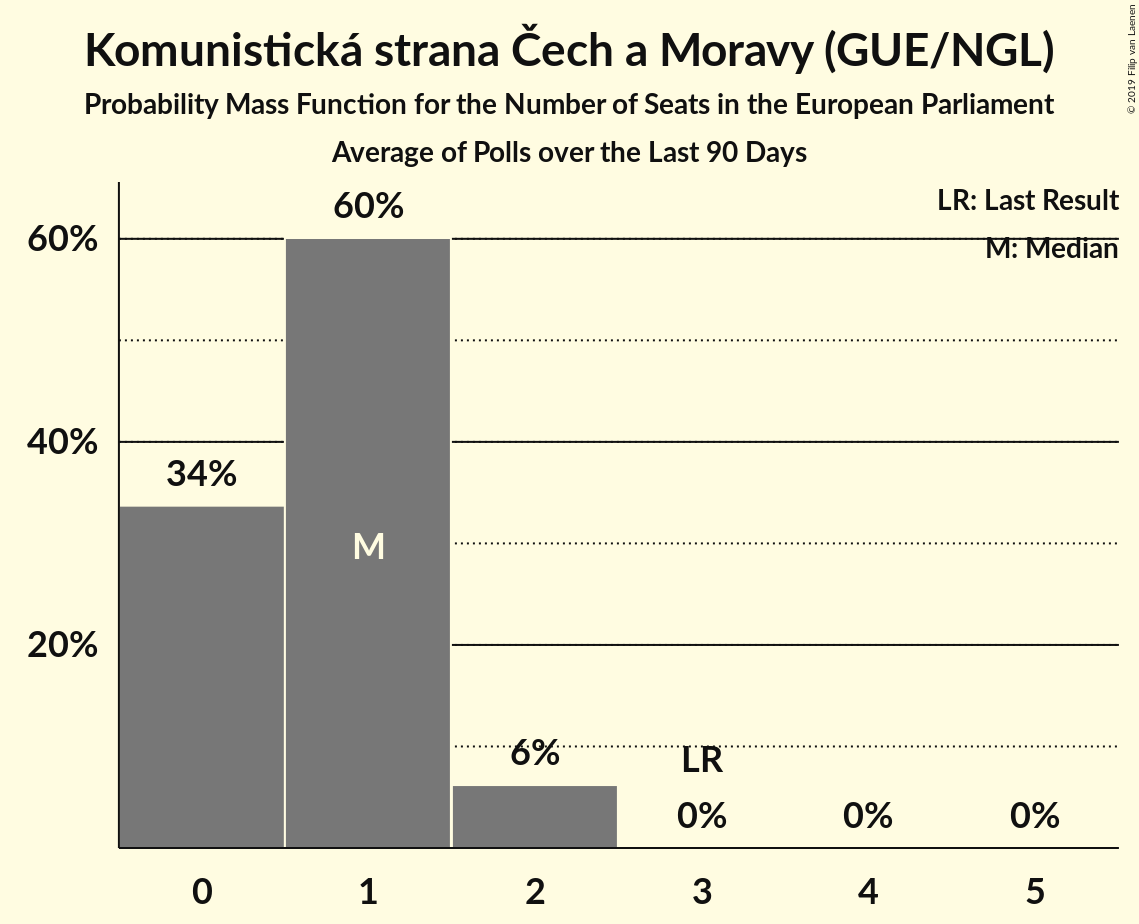 Komunistická strana Čech a Moravy (GUE/NGL)
Probability Mass Function for the Number of Seats in the European Parliament
Average of Polls over the Last 90 Days
© 2019 Filip van Laenen
LR: Last Result
M: Median
60%
40%
20%
34%
60%
M
6%
LR
0%
0%
0%
0
1
2
3
4
5